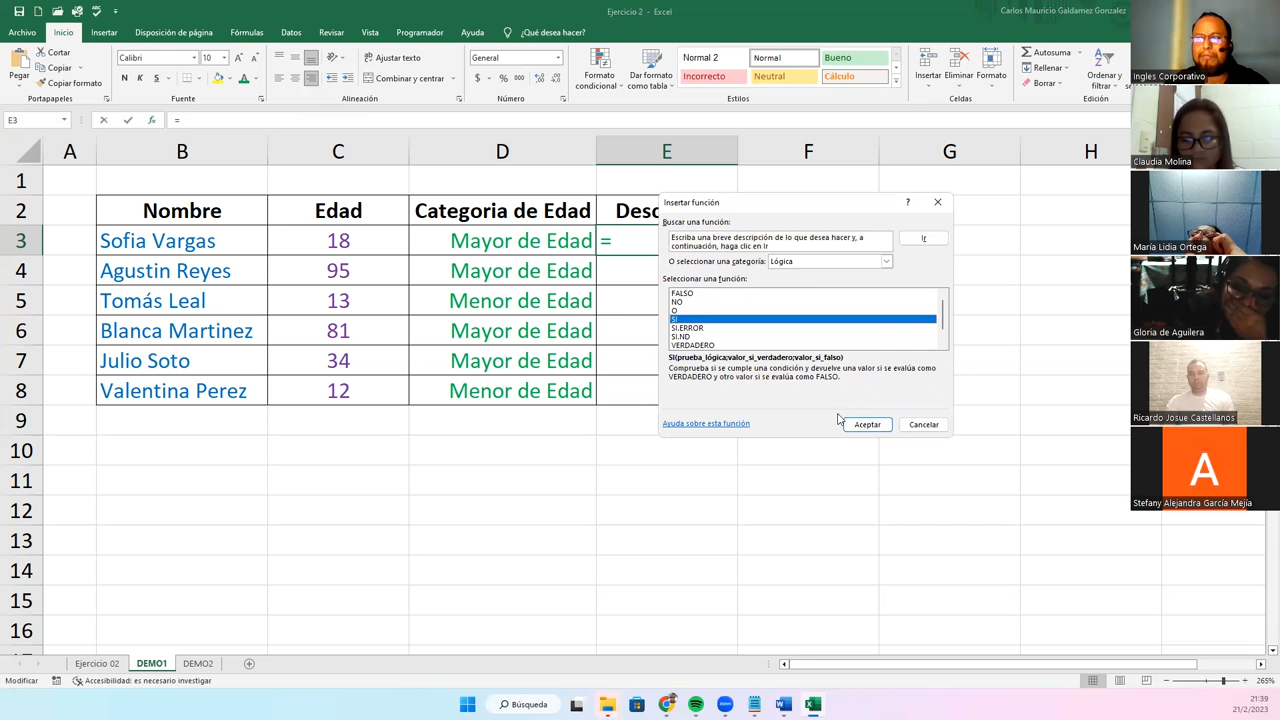 Ejercicio 2 - Excel
Carlos Mauricio Galdamez Gonzalez
Archivo Inicio Insertar Disposición de página Fórmulas Datos Revisar Vista Programador Ayuda ¿Qué desea hacer?
Pegar
Cortar
Copiar
Copiar formato
Portapapeles
Calibri 10
N K S
Fuente
Ajustar texto
Combinar y centrar
Alineación
General
Número
Formato condicional
Dar formato como tabla
Normal 2 Normal Bueno
Incorrecto Neutral Cálculo
Estilos
Insertar Eliminar Formato
Celdas
Autosuma
Rellenar
Borrar
Ordenar y filtrar
Edición
E3 fx =
A B C D E F G H
1
2 Nombre Edad Categoria de Edad Desc
3 Sofia Vargas 18 Mayor de Edad =
4 Agustin Reyes 95 Mayor de Edad
5 Tomás Leal 13 Menor de Edad
6 Blanca Martinez 81 Mayor de Edad
7 Julio Soto 34 Mayor de Edad
8 Valentina Perez 12 Menor de Edad
9
10
11
12
13
14
15
16
Insertar función ?
Buscar una función:
Escriba una breve descripción de lo que desea hacer y, a
continuación, haga clic en Ir
Ir
O seleccionar una categoría: Lógica
Seleccionar una función:
FALSO
NO
O
SI
SI.ERROR
SI.ND
VERDADERO
SI(prueba_lógica;valor_si_verdadero;valor_si_falso)
Comprueba si se cumple una condición y devuelve una valor si se evalúa como
VERDADERO y otro valor si se evalúa como FALSO.
Ayuda sobre esta función
Aceptar Cancelar
Ingles Corporativo
Claudia Molina
María Lidia Ortega
Gloria de Aguilera
Ricardo Josue Castellanos
A
Stefany Alejandra García Mejía
Ejercicio 02 DEMO1 DEMO2
Modificar Accesibilidad: es necesario investigar
265%
Búsqueda
21:39
21/2/2023